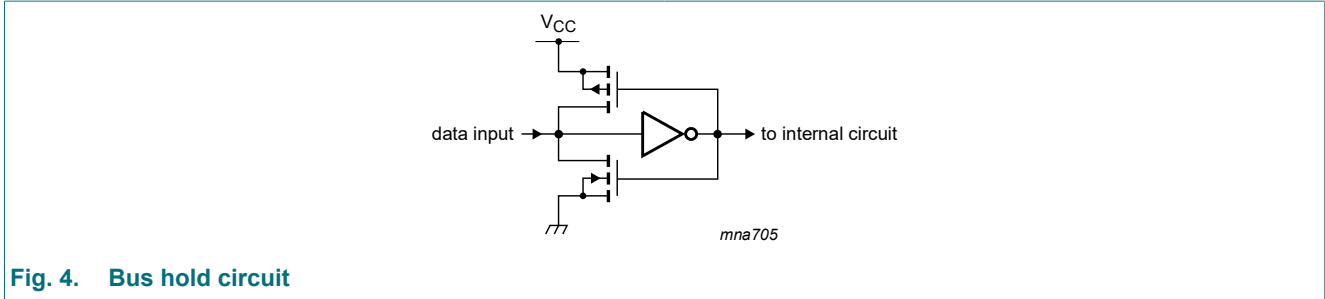 VCC
data input
to internal circuit
mna705
Fig. 4. Bus hold circuit